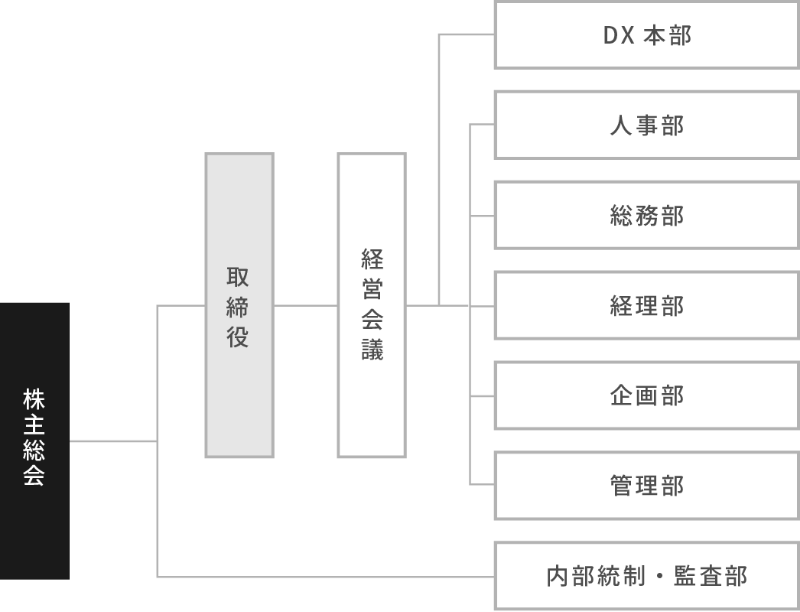 株主総会
取締役
経営会議
DX 本部
人事部
総務部
経理部
企画部
管理部
内部統制・監査部